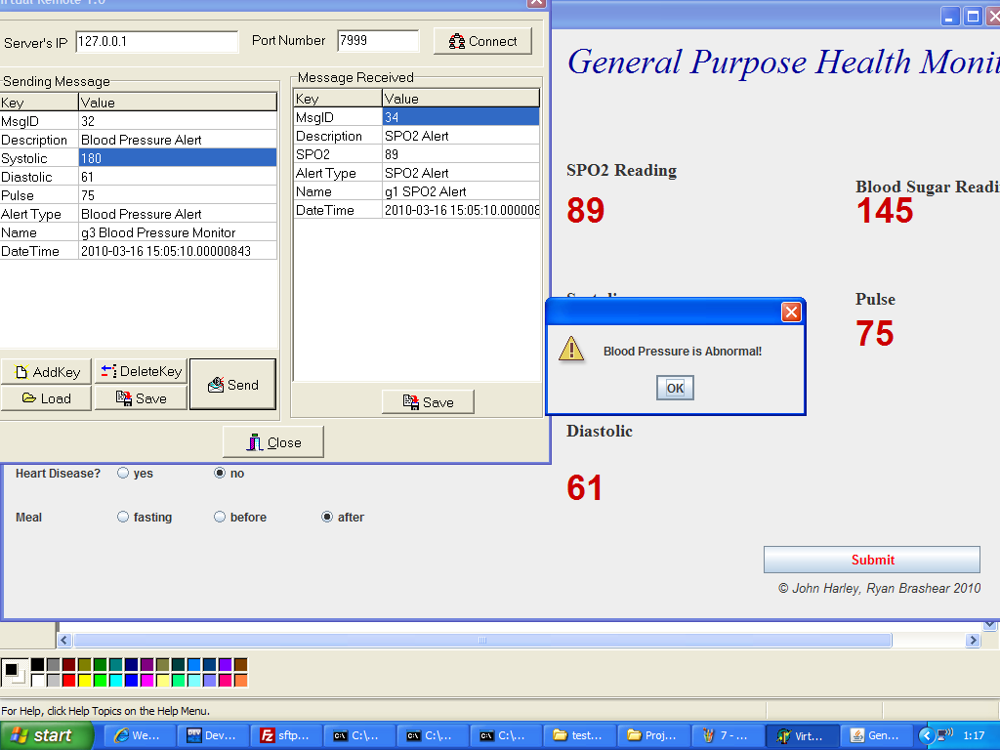 Virtual Remote 1.0
Server's IP 127.0.0.1 Port Number 7999 Connect
Sending Message
Key Value
MsgID 32
Description Blood Pressure Alert
Systolic 180
Diastolic 61
Pulse 75
Alert Type Blood Pressure Alert
Name g3 Blood Pressure Monitor
DateTime 2010-03-16 15:05:10.00000843
AddKey DeleteKey Send
Load Save
Message Received
Key Value
MsgID 34
Description SPO2 Alert
SPO2 89
Alert Type SPO2 Alert
Name g1 SPO2 Alert
DateTime 2010-03-16 15:05:10.000008
Save
Close
General Purpose Health Monit
SPO2 Reading
89
Blood Sugar Readi
145
Systolic
Pulse
75
Blood Pressure is Abnormal!
OK
Diastolic
61
Heart Disease? yes no
Meal fasting before after
Submit
© John Harley, Ryan Brashear 2010
For Help, click Help Topics on the Help Menu.
start We... Dev... sftp... C:\... C:\... C:\... test... Proj... 7 - ... Virt... Gen... 1:17